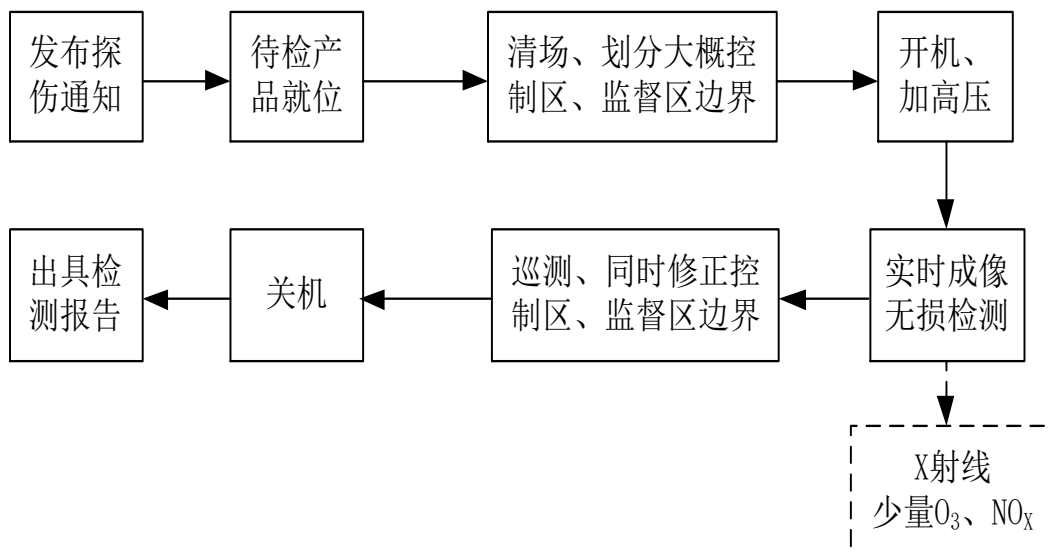 发布探
伤通知
待检产
品就位
清场、划分大概控
制区、监督区边界
开机、
加高压
实时成像
无损检测
巡测、同时修正控
制区、监督区边界
关机
出具检
测报告
X射线
少量O₃、NOₓ